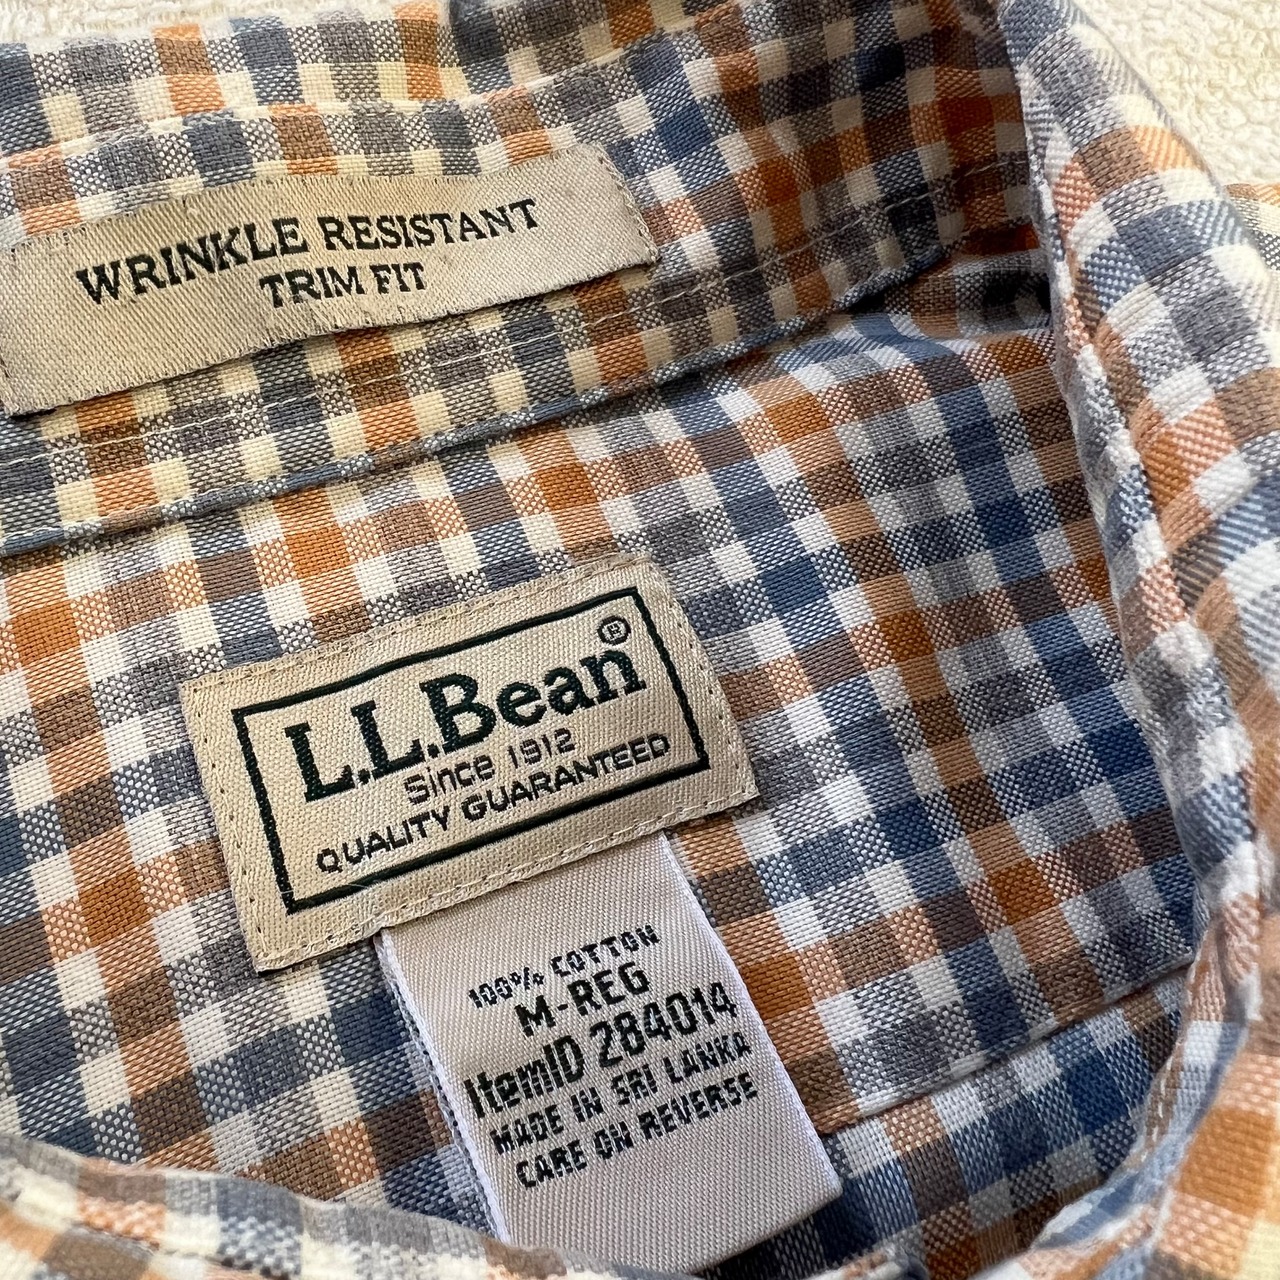 WRINKLE RESISTANT
TRIM FIT
L.L.Bean®
Since 1912
QUALITY GUARANTEED
100% COTTON
M-REG
ItemID 284014
MADE IN SRI LANKA
CARE ON REVERSE